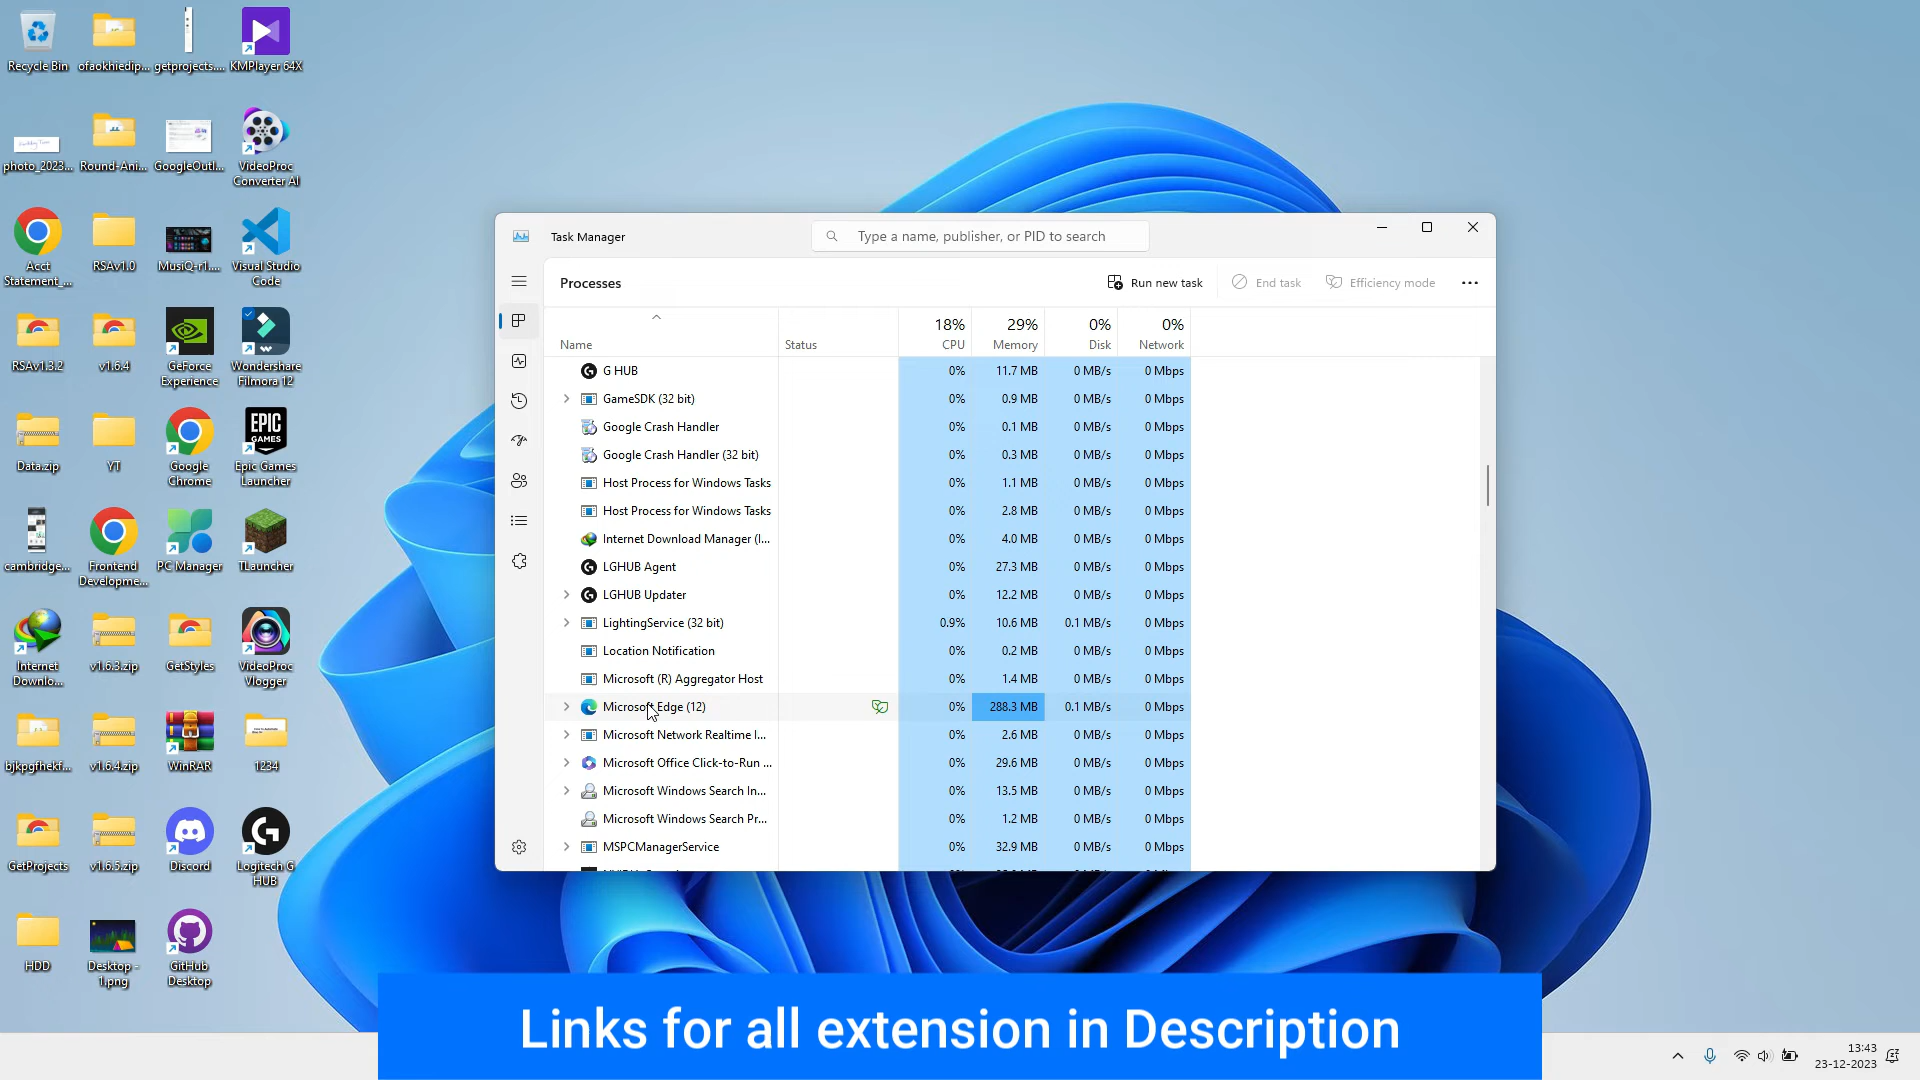 Recycle Bin
ofaokhiedip...
getprojects....
KMPlayer 64X
photo_2023...
Round-Ani...
GoogleOutl...
VideoProc
Converter AI
Acct
Statement_...
RSAv1.0
MusiQ-r1....
Visual Studio
Code
RSAv1.3.2
v1.6.4
GeForce
Experience
Wondershare
Filmora 12
Data.zip
YT
Google
Chrome
EPIC
GAMES
Epic Games
Launcher
cambridge...
Frontend
Developme...
PC Manager
TLauncher
Internet
Downlo...
v1.6.3.zip
GetStyles
VideoProc
Vlogger
bjkpgfhekf...
v1.6.4.zip
WinRAR
1234
GetProjects
v1.6.5.zip
Discord
Logitech G
HUB
HDD
Desktop -
1.png
GitHub
Desktop
Task Manager
Type a name, publisher, or PID to search
Processes
Run new task
End task
Efficiency mode
18% 29% 0% 0%
Name Status CPU Memory Disk Network
G HUB 0% 11.7 MB 0 MB/s 0 Mbps
GameSDK (32 bit) 0% 0.9 MB 0 MB/s 0 Mbps
Google Crash Handler 0% 0.1 MB 0 MB/s 0 Mbps
Google Crash Handler (32 bit) 0% 0.3 MB 0 MB/s 0 Mbps
Host Process for Windows Tasks 0% 1.1 MB 0 MB/s 0 Mbps
Host Process for Windows Tasks 0% 2.8 MB 0 MB/s 0 Mbps
Internet Download Manager (I... 0% 4.0 MB 0 MB/s 0 Mbps
LGHUB Agent 0% 27.3 MB 0 MB/s 0 Mbps
LGHUB Updater 0% 12.2 MB 0 MB/s 0 Mbps
LightingService (32 bit) 0.9% 10.6 MB 0.1 MB/s 0 Mbps
Location Notification 0% 0.2 MB 0 MB/s 0 Mbps
Microsoft (R) Aggregator Host 0% 1.4 MB 0 MB/s 0 Mbps
Microsoft Edge (12) 0% 288.3 MB 0.1 MB/s 0 Mbps
Microsoft Network Realtime I... 0% 2.6 MB 0 MB/s 0 Mbps
Microsoft Office Click-to-Run ... 0% 29.6 MB 0 MB/s 0 Mbps
Microsoft Windows Search In... 0% 13.5 MB 0 MB/s 0 Mbps
Microsoft Windows Search Pr... 0% 1.2 MB 0 MB/s 0 Mbps
MSPCManagerService 0% 32.9 MB 0 MB/s 0 Mbps
Links for all extension in Description
13:43
23-12-2023